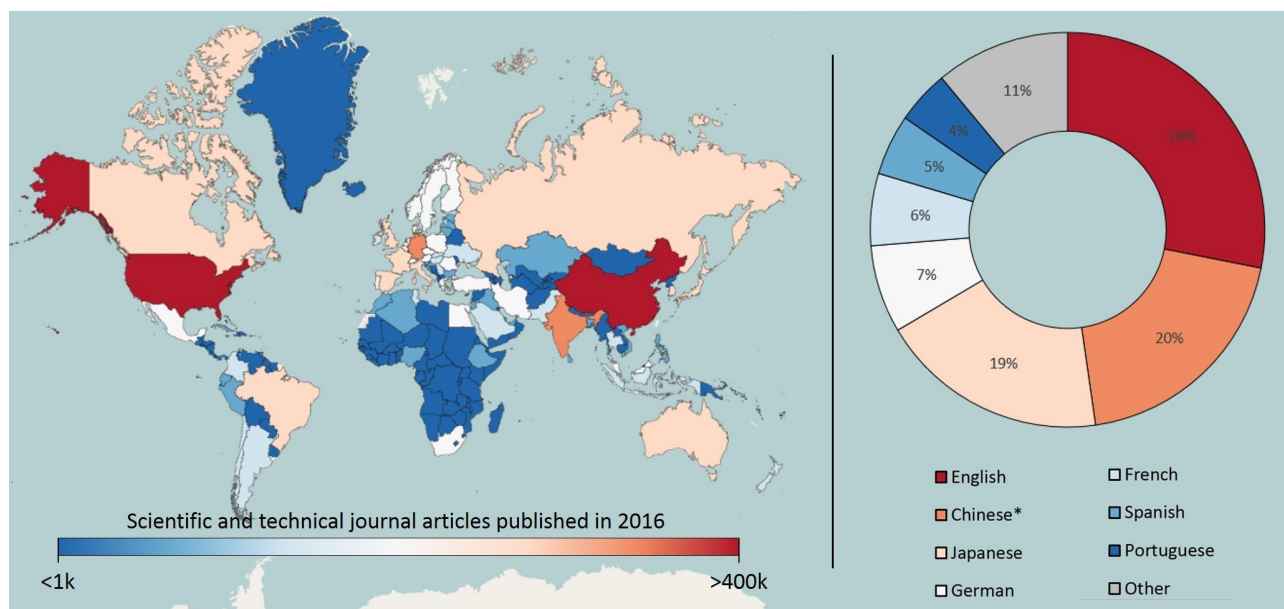 Scientific and technical journal articles published in 2016
<1k
>400k
11%
28%
4%
5%
6%
7%
19%
20%
English
Chinese*
Japanese
German
French
Spanish
Portuguese
Other